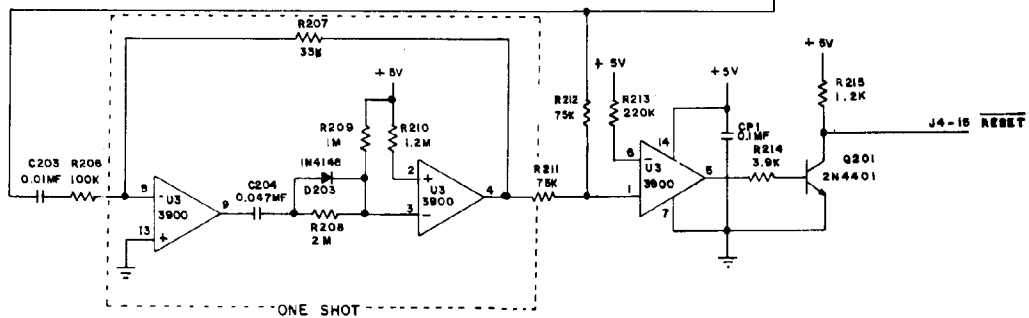 R207
33K
+5V
+5V
+5V
+5V
R209
1M
R210
1.2M
R212
75K
R213
220K
R215
1.2K
J4-15 RESET
C203
0.01MF
R206
100K
1N4148
D203
C204
0.047MF
R208
2M
8
-
U3
3900
9
13
+
2
+
U3
3900
4
3
-
R211
75K
6
-
U3
3900
14
5
1
7
CP1
0.1MF
R214
3.9K
Q201
2N4401
ONE SHOT